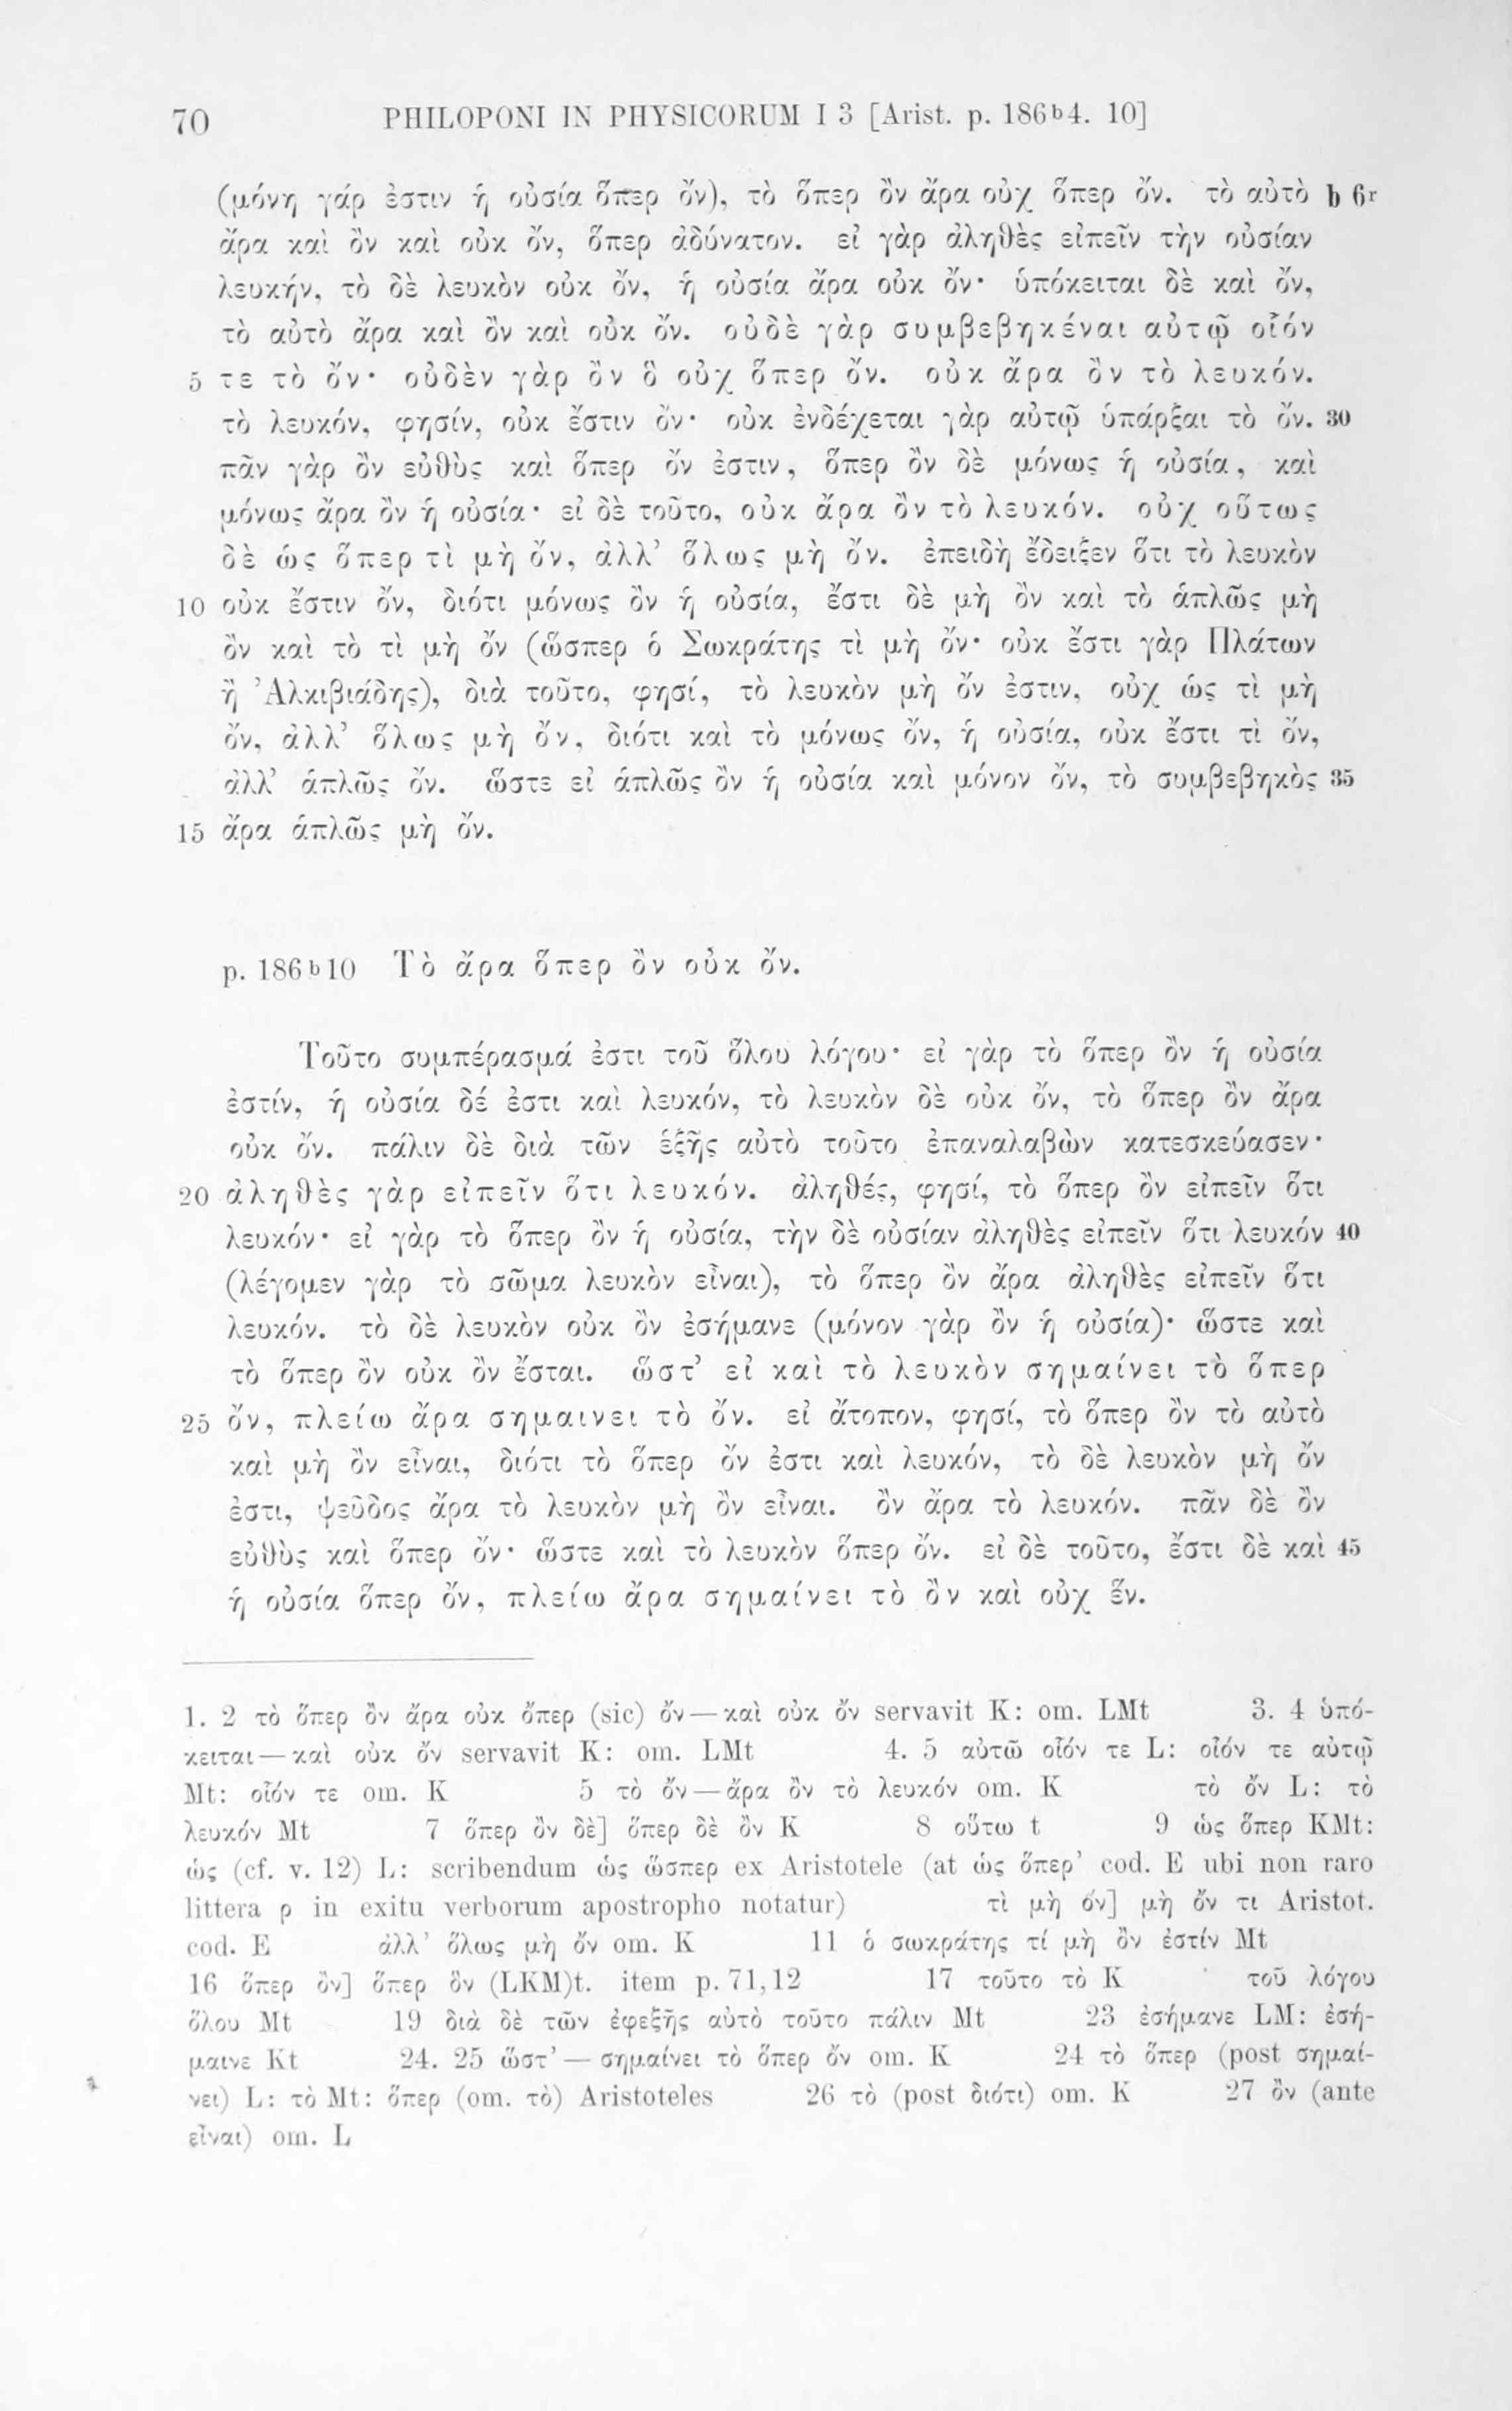 70 PHILOPONI IN PHYSICORUM I 3 [Arist. p. 186b4. 10]
(μόνη γάρ ἐστιν ἡ οὐσία ὅπερ ὄν), τὸ ὅπερ ὂν ἄρα οὐχ ὅπερ ὄν. τὸ αὐτὸ b 6r
ἄρα καὶ ὂν καὶ οὐκ ὄν, ὅπερ ἀδύνατον. εἰ γὰρ ἀληθὲς εἰπεῖν τὴν οὐσίαν
λευκήν, τὸ δὲ λευκὸν οὐκ ὄν, ἡ οὐσία ἄρα οὐκ ὄν· ὑπόκειται δὲ καὶ ὄν,
τὸ αὐτὸ ἄρα καὶ ὂν καὶ οὐκ ὄν. οὐδὲ γὰρ συμβεβηκέναι αὐτῷ οἷόν
5 τε τὸ ὄν· οὐδὲν γὰρ ὂν ὃ οὐχ ὅπερ ὄν. οὐκ ἄρα ὂν τὸ λευκόν.
τὸ λευκόν, φησίν, οὐκ ἔστιν ὄν· οὐκ ἐνδέχεται γὰρ αὐτῷ ὑπάρξαι τὸ ὄν. 30
πᾶν γὰρ ὂν εὐθὺς καὶ ὅπερ ὄν ἐστιν, ὅπερ ὂν δὲ μόνως ἡ οὐσία, καὶ
μόνως ἄρα ὂν ἡ οὐσία· εἰ δὲ τοῦτο, οὐκ ἄρα ὂν τὸ λευκόν. οὐχ οὕτως
δὲ ὡς ὅπερ τὶ μὴ ὄν, ἀλλ’ ὅλως μὴ ὄν. ἐπειδὴ ἔδειξεν ὅτι τὸ λευκὸν
10 οὐκ ἔστιν ὄν, διότι μόνως ὂν ἡ οὐσία, ἔστι δὲ μὴ ὂν καὶ τὸ ἁπλῶς μὴ
ὂν καὶ τὸ τὶ μὴ ὄν (ὥσπερ ὁ Σωκράτης τὶ μὴ ὄν· οὐκ ἔστι γὰρ Πλάτων
ἢ Ἀλκιβιάδης), διὰ τοῦτο, φησί, τὸ λευκὸν μὴ ὄν ἐστιν, οὐχ ὡς τὶ μὴ
ὄν, ἀλλ’ ὅλως μὴ ὄν, διότι καὶ τὸ μόνως ὄν, ἡ οὐσία, οὐκ ἔστι τὶ ὄν,
ἀλλ’ ἁπλῶς ὄν. ὥστε εἰ ἁπλῶς ὂν ἡ οὐσία καὶ μόνον ὄν, τὸ συμβεβηκὸς 35
15 ἄρα ἁπλῶς μὴ ὄν.
p. 186b10 Τὸ ἄρα ὅπερ ὂν οὐκ ὄν.
Τοῦτο συμπέρασμά ἐστι τοῦ ὅλου λόγου· εἰ γὰρ τὸ ὅπερ ὂν ἡ οὐσία
ἐστίν, ἡ οὐσία δέ ἐστι καὶ λευκόν, τὸ λευκὸν δὲ οὐκ ὄν, τὸ ὅπερ ὂν ἄρα
οὐκ ὄν. πάλιν δὲ διὰ τῶν ἑξῆς αὐτὸ τοῦτο ἐπαναλαβὼν κατεσκεύασεν·
20 ἀληθὲς γὰρ εἰπεῖν ὅτι λευκόν. ἀληθές, φησί, τὸ ὅπερ ὂν εἰπεῖν ὅτι
λευκόν· εἰ γὰρ τὸ ὅπερ ὂν ἡ οὐσία, τὴν δὲ οὐσίαν ἀληθὲς εἰπεῖν ὅτι λευκόν 40
(λέγομεν γὰρ τὸ σῶμα λευκὸν εἶναι), τὸ ὅπερ ὂν ἄρα ἀληθὲς εἰπεῖν ὅτι
λευκόν. τὸ δὲ λευκὸν οὐκ ὂν ἐσήμανε (μόνον γὰρ ὂν ἡ οὐσία)· ὥστε καὶ
τὸ ὅπερ ὂν οὐκ ὂν ἔσται. ὥστ’ εἰ καὶ τὸ λευκὸν σημαίνει τὸ ὅπερ
25 ὄν, πλείω ἄρα σημαινει τὸ ὄν. εἰ ἄτοπον, φησί, τὸ ὅπερ ὂν τὸ αὐτὸ
καὶ μὴ ὂν εἶναι, διότι τὸ ὅπερ ὄν ἐστι καὶ λευκόν, τὸ δὲ λευκὸν μὴ ὄν
ἐστι, ψεῦδος ἄρα τὸ λευκὸν μὴ ὂν εἶναι. ὂν ἄρα τὸ λευκόν. πᾶν δὲ ὂν
εὐθὺς καὶ ὅπερ ὄν· ὥστε καὶ τὸ λευκὸν ὅπερ ὄν. εἰ δὲ τοῦτο, ἔστι δὲ καὶ 45
ἡ οὐσία ὅπερ ὄν, πλείω ἄρα σημαίνει τὸ ὂν καὶ οὐχ ἕν.
1. 2 τὸ ὅπερ ὂν ἄρα οὐκ ὅπερ (sic) ὄν — καὶ οὐκ ὄν servavit K: om. LMt 3. 4 ὑπό-
κειται — καὶ οὐκ ὄν servavit K: om. LMt 4. 5 αὐτῶ οἷόν τε L: οἷόν τε αὐτῷ
Mt: οἷόν τε om. K 5 τὸ ὄν — ἄρα ὂν τὸ λευκόν om. K τὸ ὄν L: τὸ
λευκόν Mt 7 ὅπερ ὂν δὲ] ὅπερ δὲ ὂν K 8 οὕτω t 9 ὡς ὅπερ KMt:
ὡς (cf. v. 12) L: scribendum ὡς ὥσπερ ex Aristotele (at ὡς ὅπερ’ cod. E ubi non raro
littera ρ in exitu verborum apostropho notatur) τὶ μὴ ὄν] μὴ ὄν τι Aristot.
cod. E ἀλλ’ ὅλως μὴ ὄν om. K 11 ὁ σωκράτης τί μὴ ὂν ἐστίν Mt
16 ὅπερ ὂν] ὅπερ ὃν (LKM)t. item p. 71,12 17 τοῦτο τὸ K τοῦ λόγου
ὅλου Mt 19 διὰ δὲ τῶν ἐφεξῆς αὐτὸ τοῦτο πάλιν Mt 23 ἐσήμανε LM: ἐσή-
μαινε Kt 24. 25 ὥστ’ — σημαίνει τὸ ὅπερ ὄν om. K 24 τὸ ὅπερ (post σημαί-
νει) L: τὸ Mt: ὅπερ (om. τὸ) Aristoteles 26 τὸ (post διότι) om. K 27 ὂν (ante
εἶναι) om. L